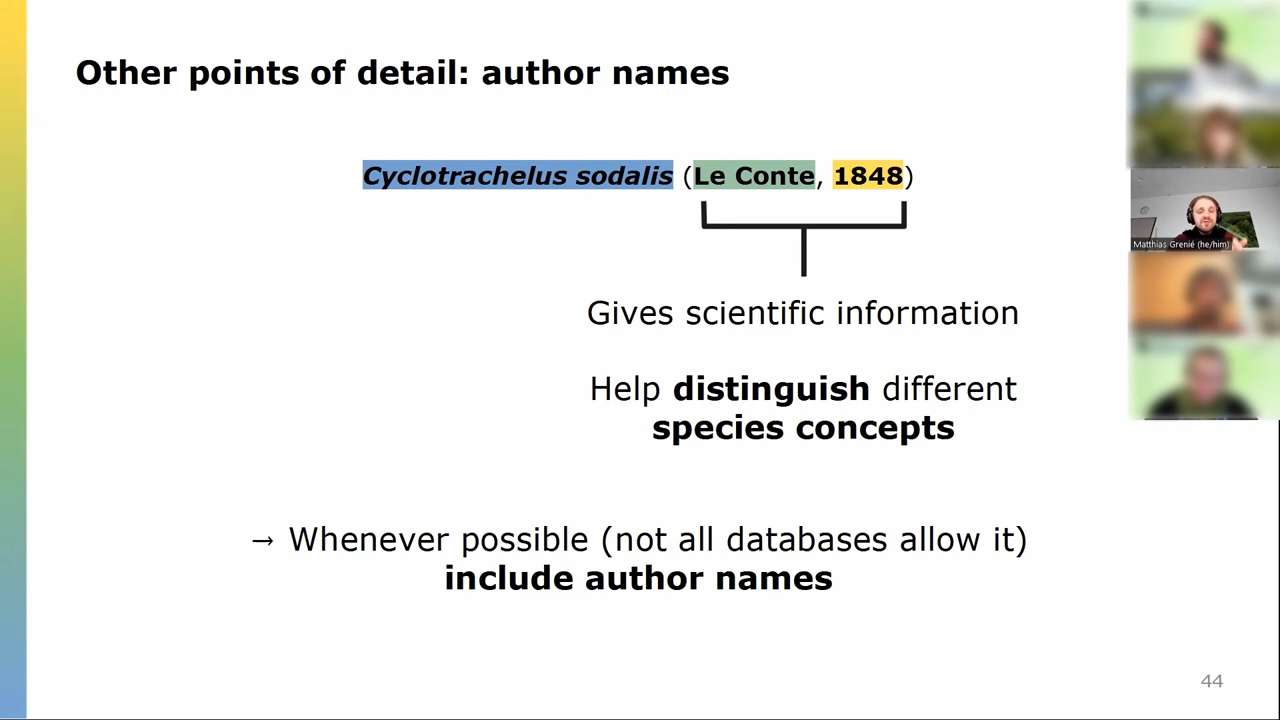 Other points of detail: author names
Cyclotrachelus sodalis (Le Conte, 1848)
Matthias Grenié (he/him)
Gives scientific information
Help distinguish different
species concepts
→ Whenever possible (not all databases allow it)
include author names
44